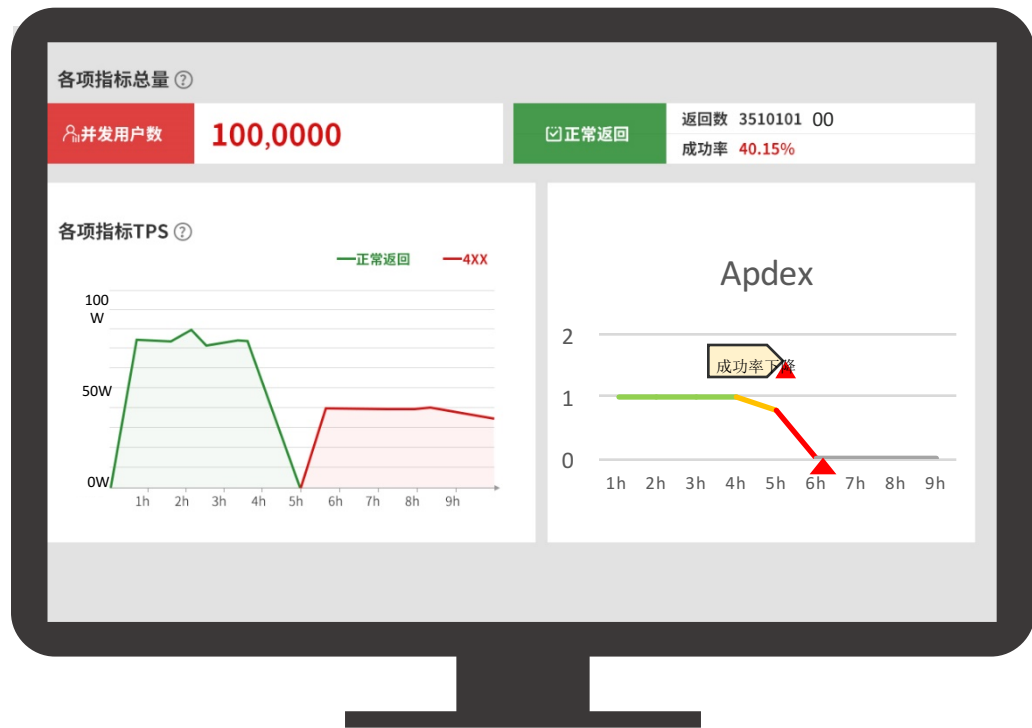 各项指标总量 ?
并发用户数
100,0000
正常返回
返回数 3510101 00
成功率 40.15%
各项指标TPS ?
正常返回 4XX
100
W
50W
0W
1h 2h 3h 4h 5h 6h 7h 8h 9h
Apdex
2
成功率下降
1
0
1h 2h 3h 4h 5h 6h 7h 8h 9h